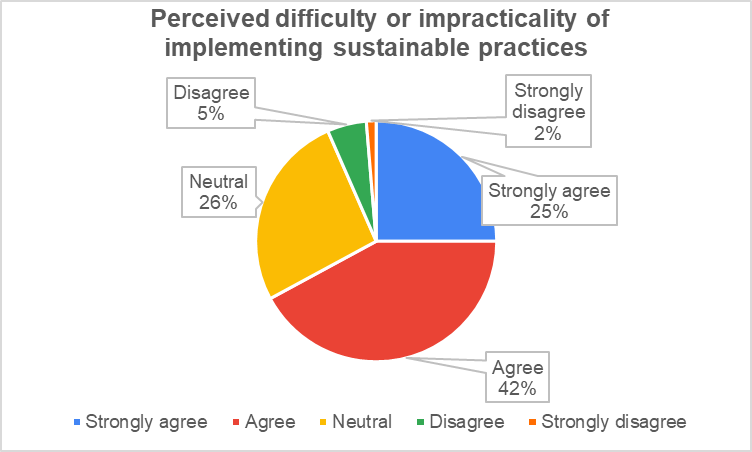 Perceived difficulty or impracticality of
implementing sustainable practices
Disagree
5%
Strongly
disagree
2%
Neutral
26%
Strongly agree
25%
Agree
42%
Strongly agree Agree Neutral Disagree Strongly disagree